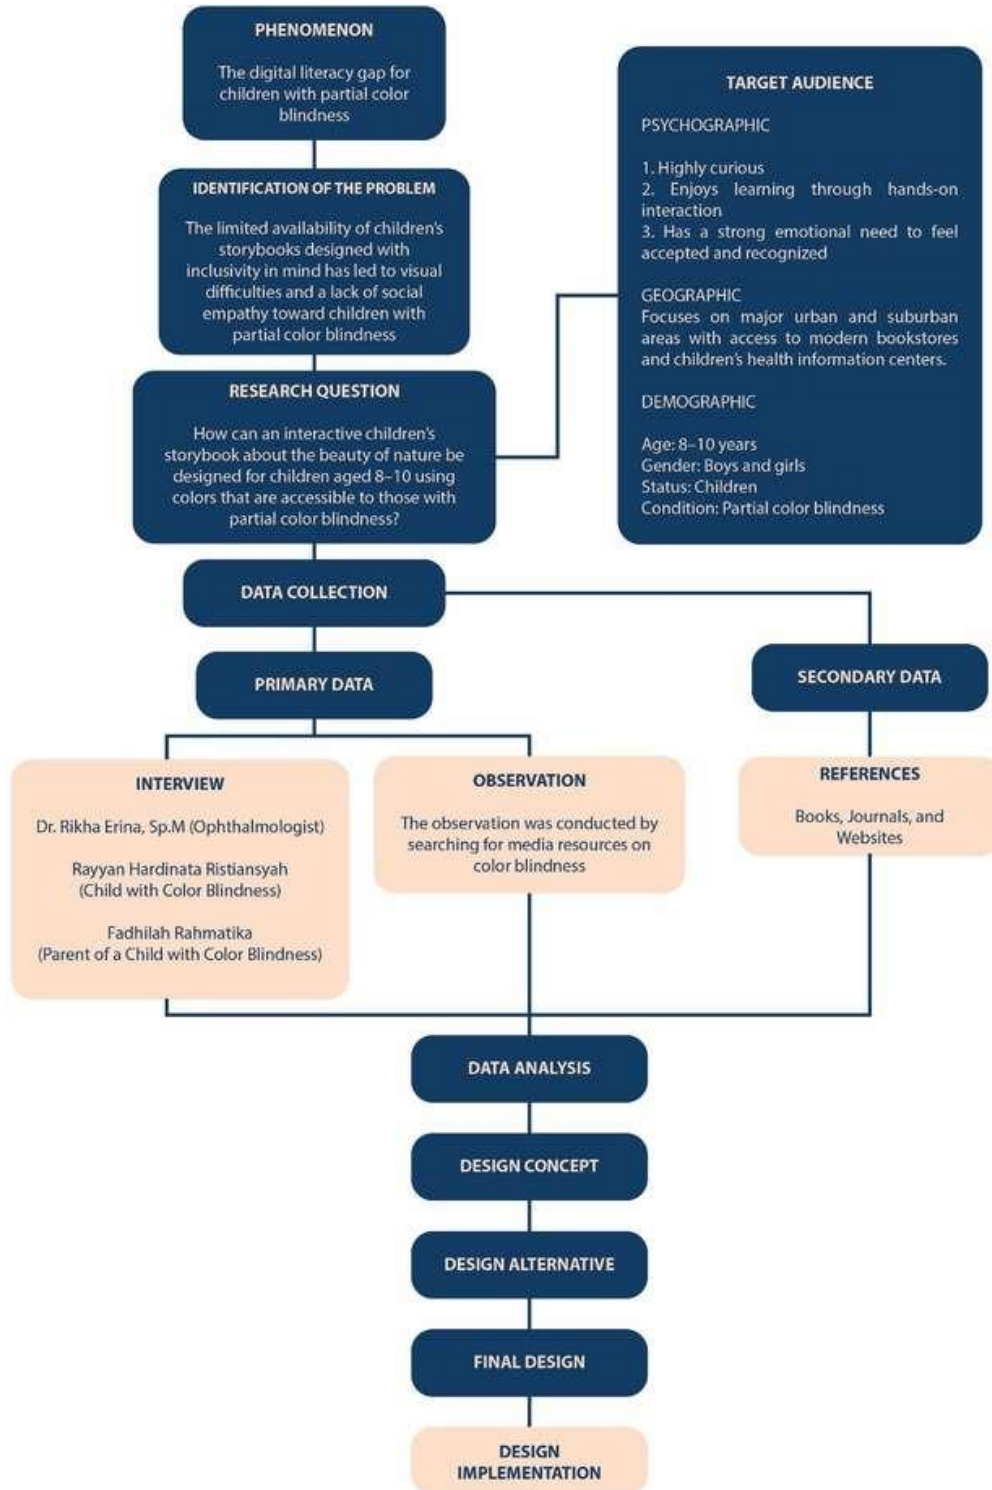 PHENOMENON
The digital literacy gap for
children with partial color
blindness
IDENTIFICATION OF THE PROBLEM
The limited availability of children's
storybooks designed with
inclusivity in mind has led to visual
difficulties and a lack of social
empathy toward children with
partial color blindness
RESEARCH QUESTION
How can an interactive children's
storybook about the beauty of nature be
designed for children aged 8–10 using
colors that are accessible to those with
partial color blindness?
TARGET AUDIENCE
PSYCHOGRAPHIC
1. Highly curious
2. Enjoys learning through hands-on
interaction
3. Has a strong emotional need to feel
accepted and recognized
GEOGRAPHIC
Focuses on major urban and suburban
areas with access to modern bookstores
and children's health information centers.
DEMOGRAPHIC
Age: 8–10 years
Gender: Boys and girls
Status: Children
Condition: Partial color blindness
DATA COLLECTION
PRIMARY DATA
SECONDARY DATA
INTERVIEW
Dr. Rikha Erina, Sp.M (Ophthalmologist)
Rayyan Hardinata Ristiansyah
(Child with Color Blindness)
Fadhilah Rahmatika
(Parent of a Child with Color Blindness)
OBSERVATION
The observation was conducted by
searching for media resources on
color blindness
REFERENCES
Books, Journals, and
Websites
DATA ANALYSIS
DESIGN CONCEPT
DESIGN ALTERNATIVE
FINAL DESIGN
DESIGN
IMPLEMENTATION